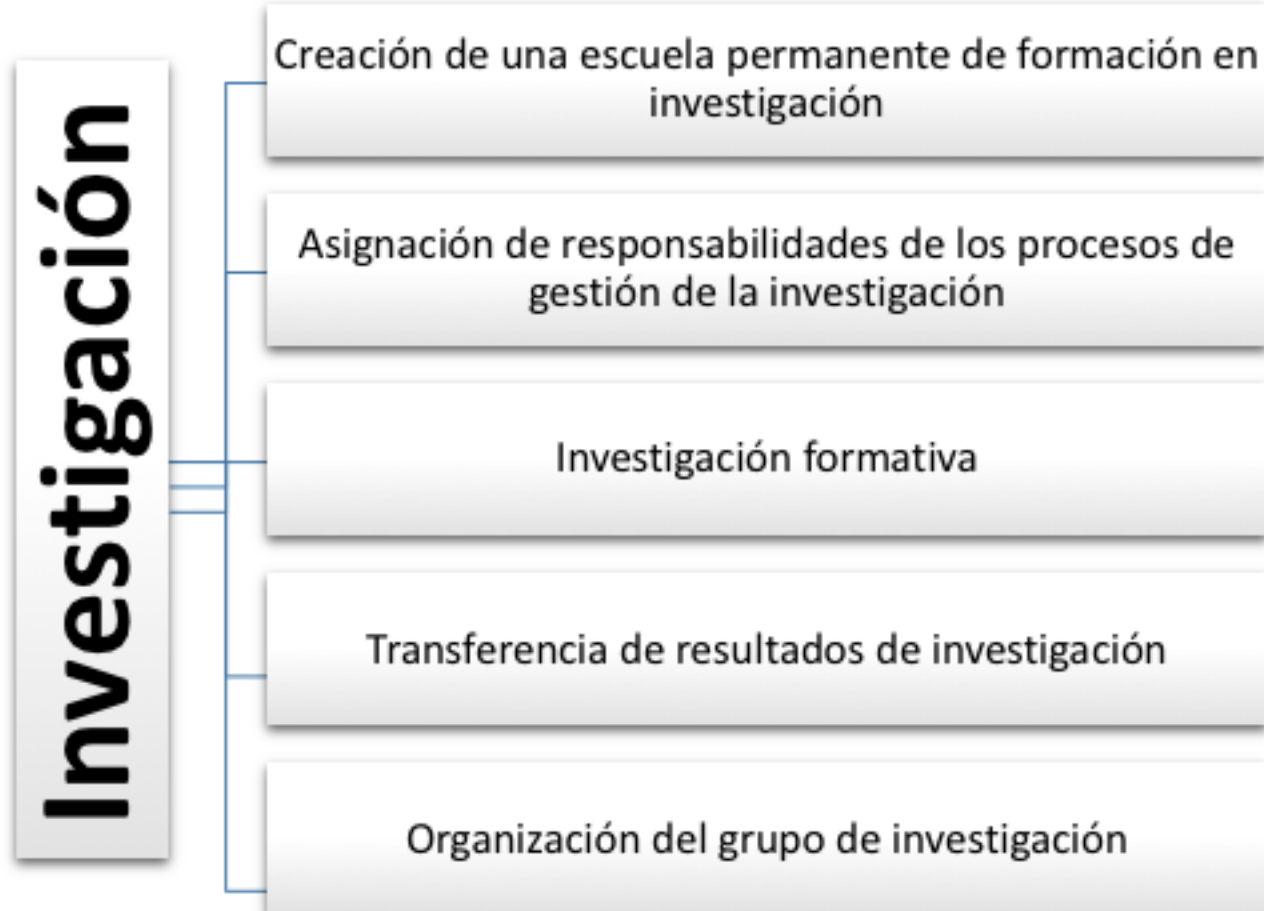 Investigación
Creación de una escuela permanente de formación en
investigación
Asignación de responsabilidades de los procesos de
gestión de la investigación
Investigación formativa
Transferencia de resultados de investigación
Organización del grupo de investigación